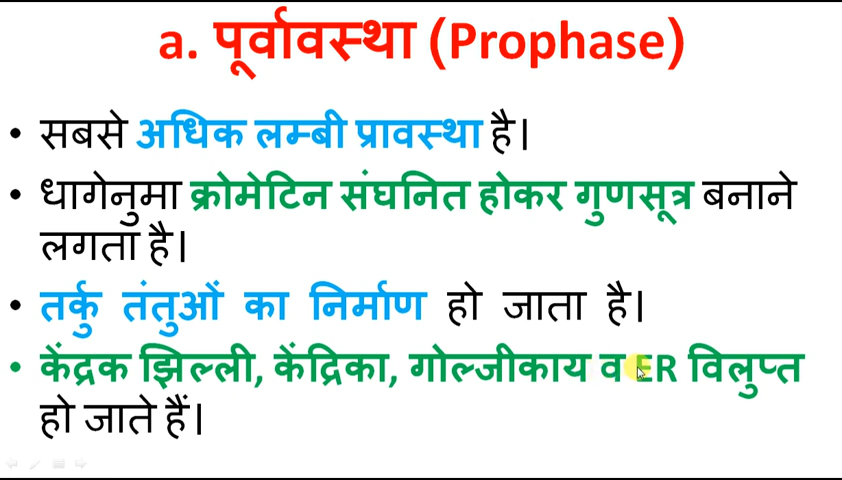 a. पूर्वावस्था (Prophase)
• सबसे अधिक लम्बी प्रावस्था है।
• धागेनुमा क्रोमेटिन संघनित होकर गुणसूत्र बनाने
लगता है।
• तर्कु तंतुओं का निर्माण हो जाता है।
• केंद्रक झिल्ली, केंद्रिका, गोल्जीकाय व ER विलुप्त
हो जाते हैं।